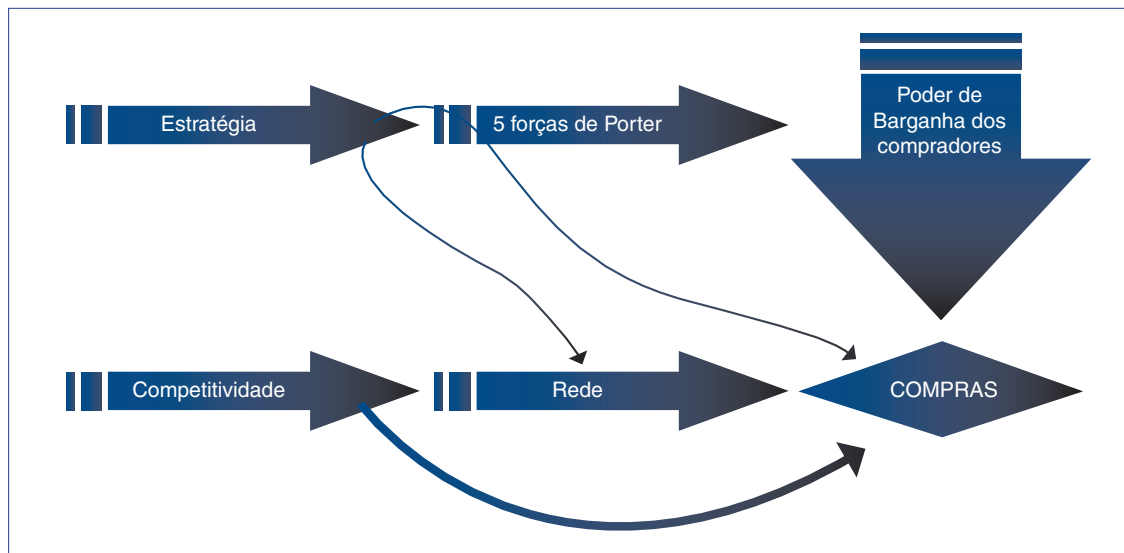 Estratégia
5 forças de Porter
Poder de
Barganha dos
compradores
Competitividade
Rede
COMPRAS